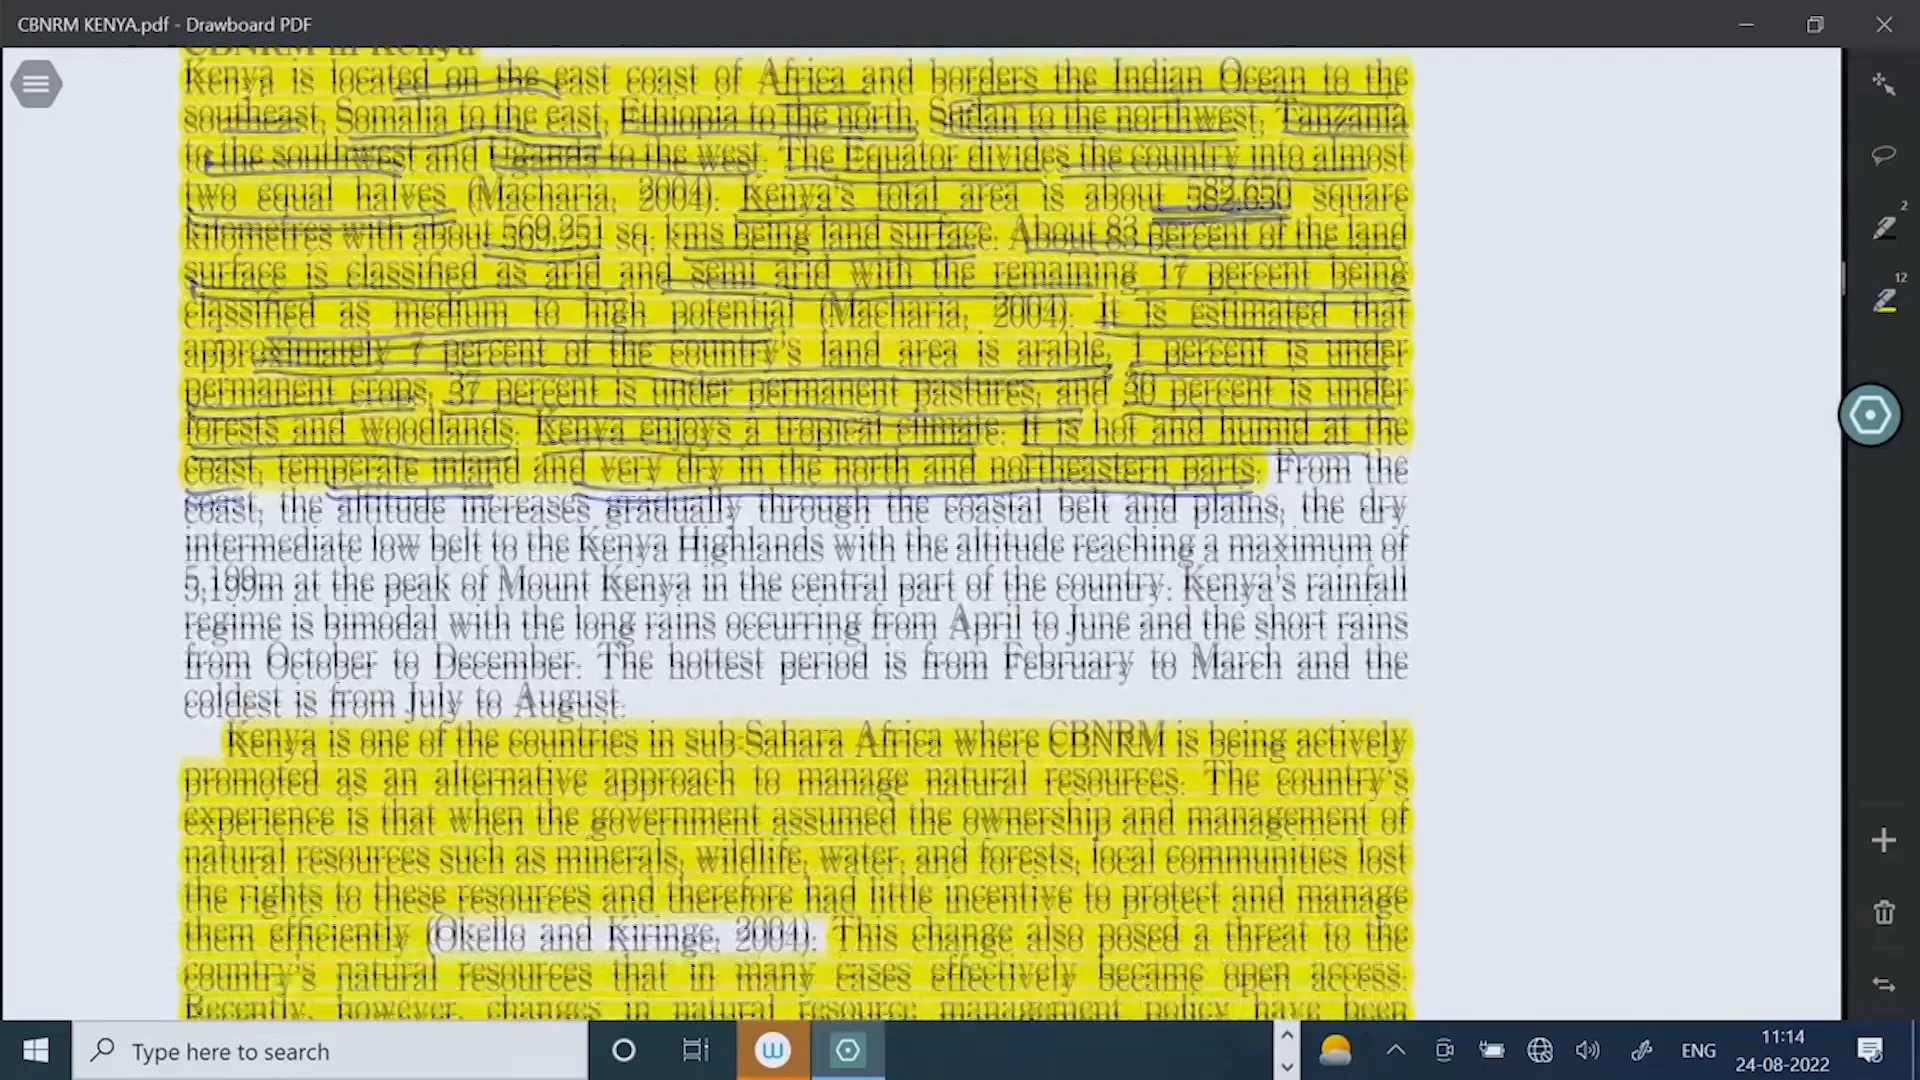 CBNRM KENYA.pdf - Drawboard PDF
CBNRM in Kenya
Kenya is located on the east coast of Africa and borders the Indian Ocean to the
southeast, Somalia to the east, Ethiopia to the north, Sudan to the northwest, Tanzania
to the southwest and Uganda to the west. The Equator divides the country into almost
two equal halves (Macharia, 2004). Kenya's total area is about 582,650 square
kilometres with about 569,251 sq. kms being land surface. About 83 percent of the land
surface is classified as arid and semi arid with the remaining 17 percent being
classified as medium to high potential (Macharia, 2004). It is estimated that
approximately 7 percent of the country's land area is arable, 1 percent is under
permanent crops, 37 percent is under permanent pastures, and 30 percent is under
forests and woodlands. Kenya enjoys a tropical climate. It is hot and humid at the
coast, temperate inland and very dry in the north and northeastern parts. From the
coast, the altitude increases gradually through the coastal belt and plains, the dry
intermediate low belt to the Kenya Highlands with the altitude reaching a maximum of
5,199m at the peak of Mount Kenya in the central part of the country. Kenya's rainfall
regime is bimodal with the long rains occurring from April to June and the short rains
from October to December. The hottest period is from February to March and the
coldest is from July to August.
Kenya is one of the countries in sub-Sahara Africa where CBNRM is being actively
promoted as an alternative approach to manage natural resources. The country's
experience is that when the government assumed the ownership and management of
natural resources such as minerals, wildlife, water, and forests, local communities lost
the rights to these resources and therefore had little incentive to protect and manage
them efficiently (Okello and Kiringe, 2004). This change also posed a threat to the
country's natural resources that in many cases effectively became open access.
Recently, however, changes in natural resource management policy have been
2
12
Type here to search
ENG
11:14
24-08-2022